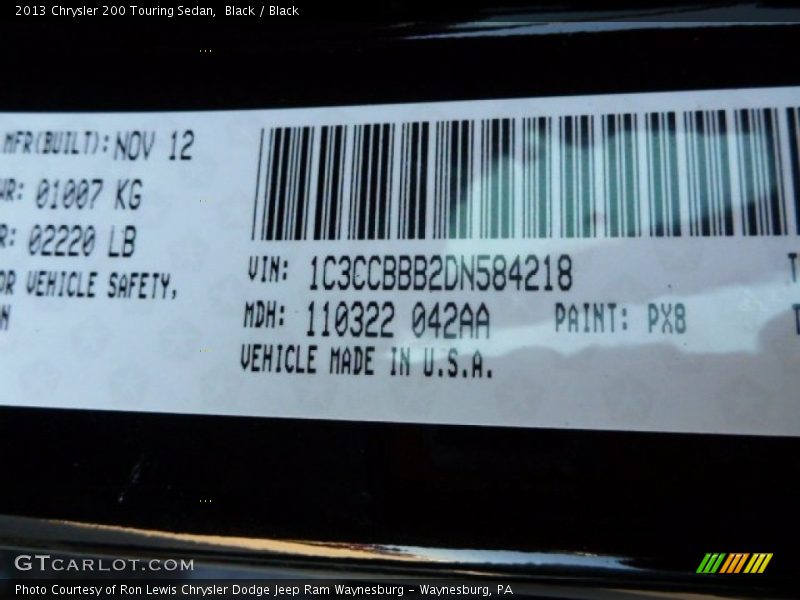 2013 Chrysler 200 Touring Sedan, Black / Black
MFR(BUILT): NOV 12
01007 KG
02220 LB
VEHICLE SAFETY,
VIN: 1C3CCBBB2DN584218
MDH: 110322 042AA PAINT: PX8
VEHICLE MADE IN U.S.A.
GTCARLOT.COM
Photo Courtesy of Ron Lewis Chrysler Dodge Jeep Ram Waynesburg - Waynesburg, PA